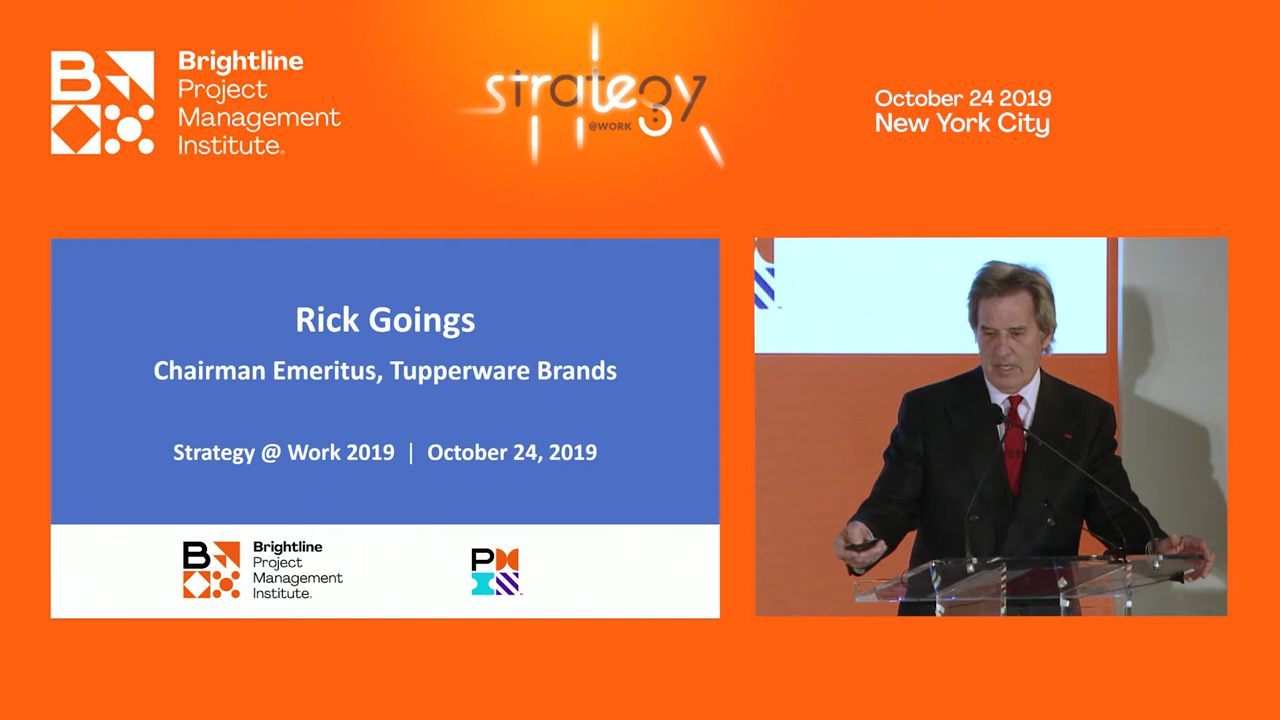 B
Brightline
Project
Management
Institute.
strategy
@WORK
October 24 2019
New York City
Rick Goings
Chairman Emeritus, Tupperware Brands
Strategy @ Work 2019 | October 24, 2019
B
Brightline
Project
Management
Institute.
P